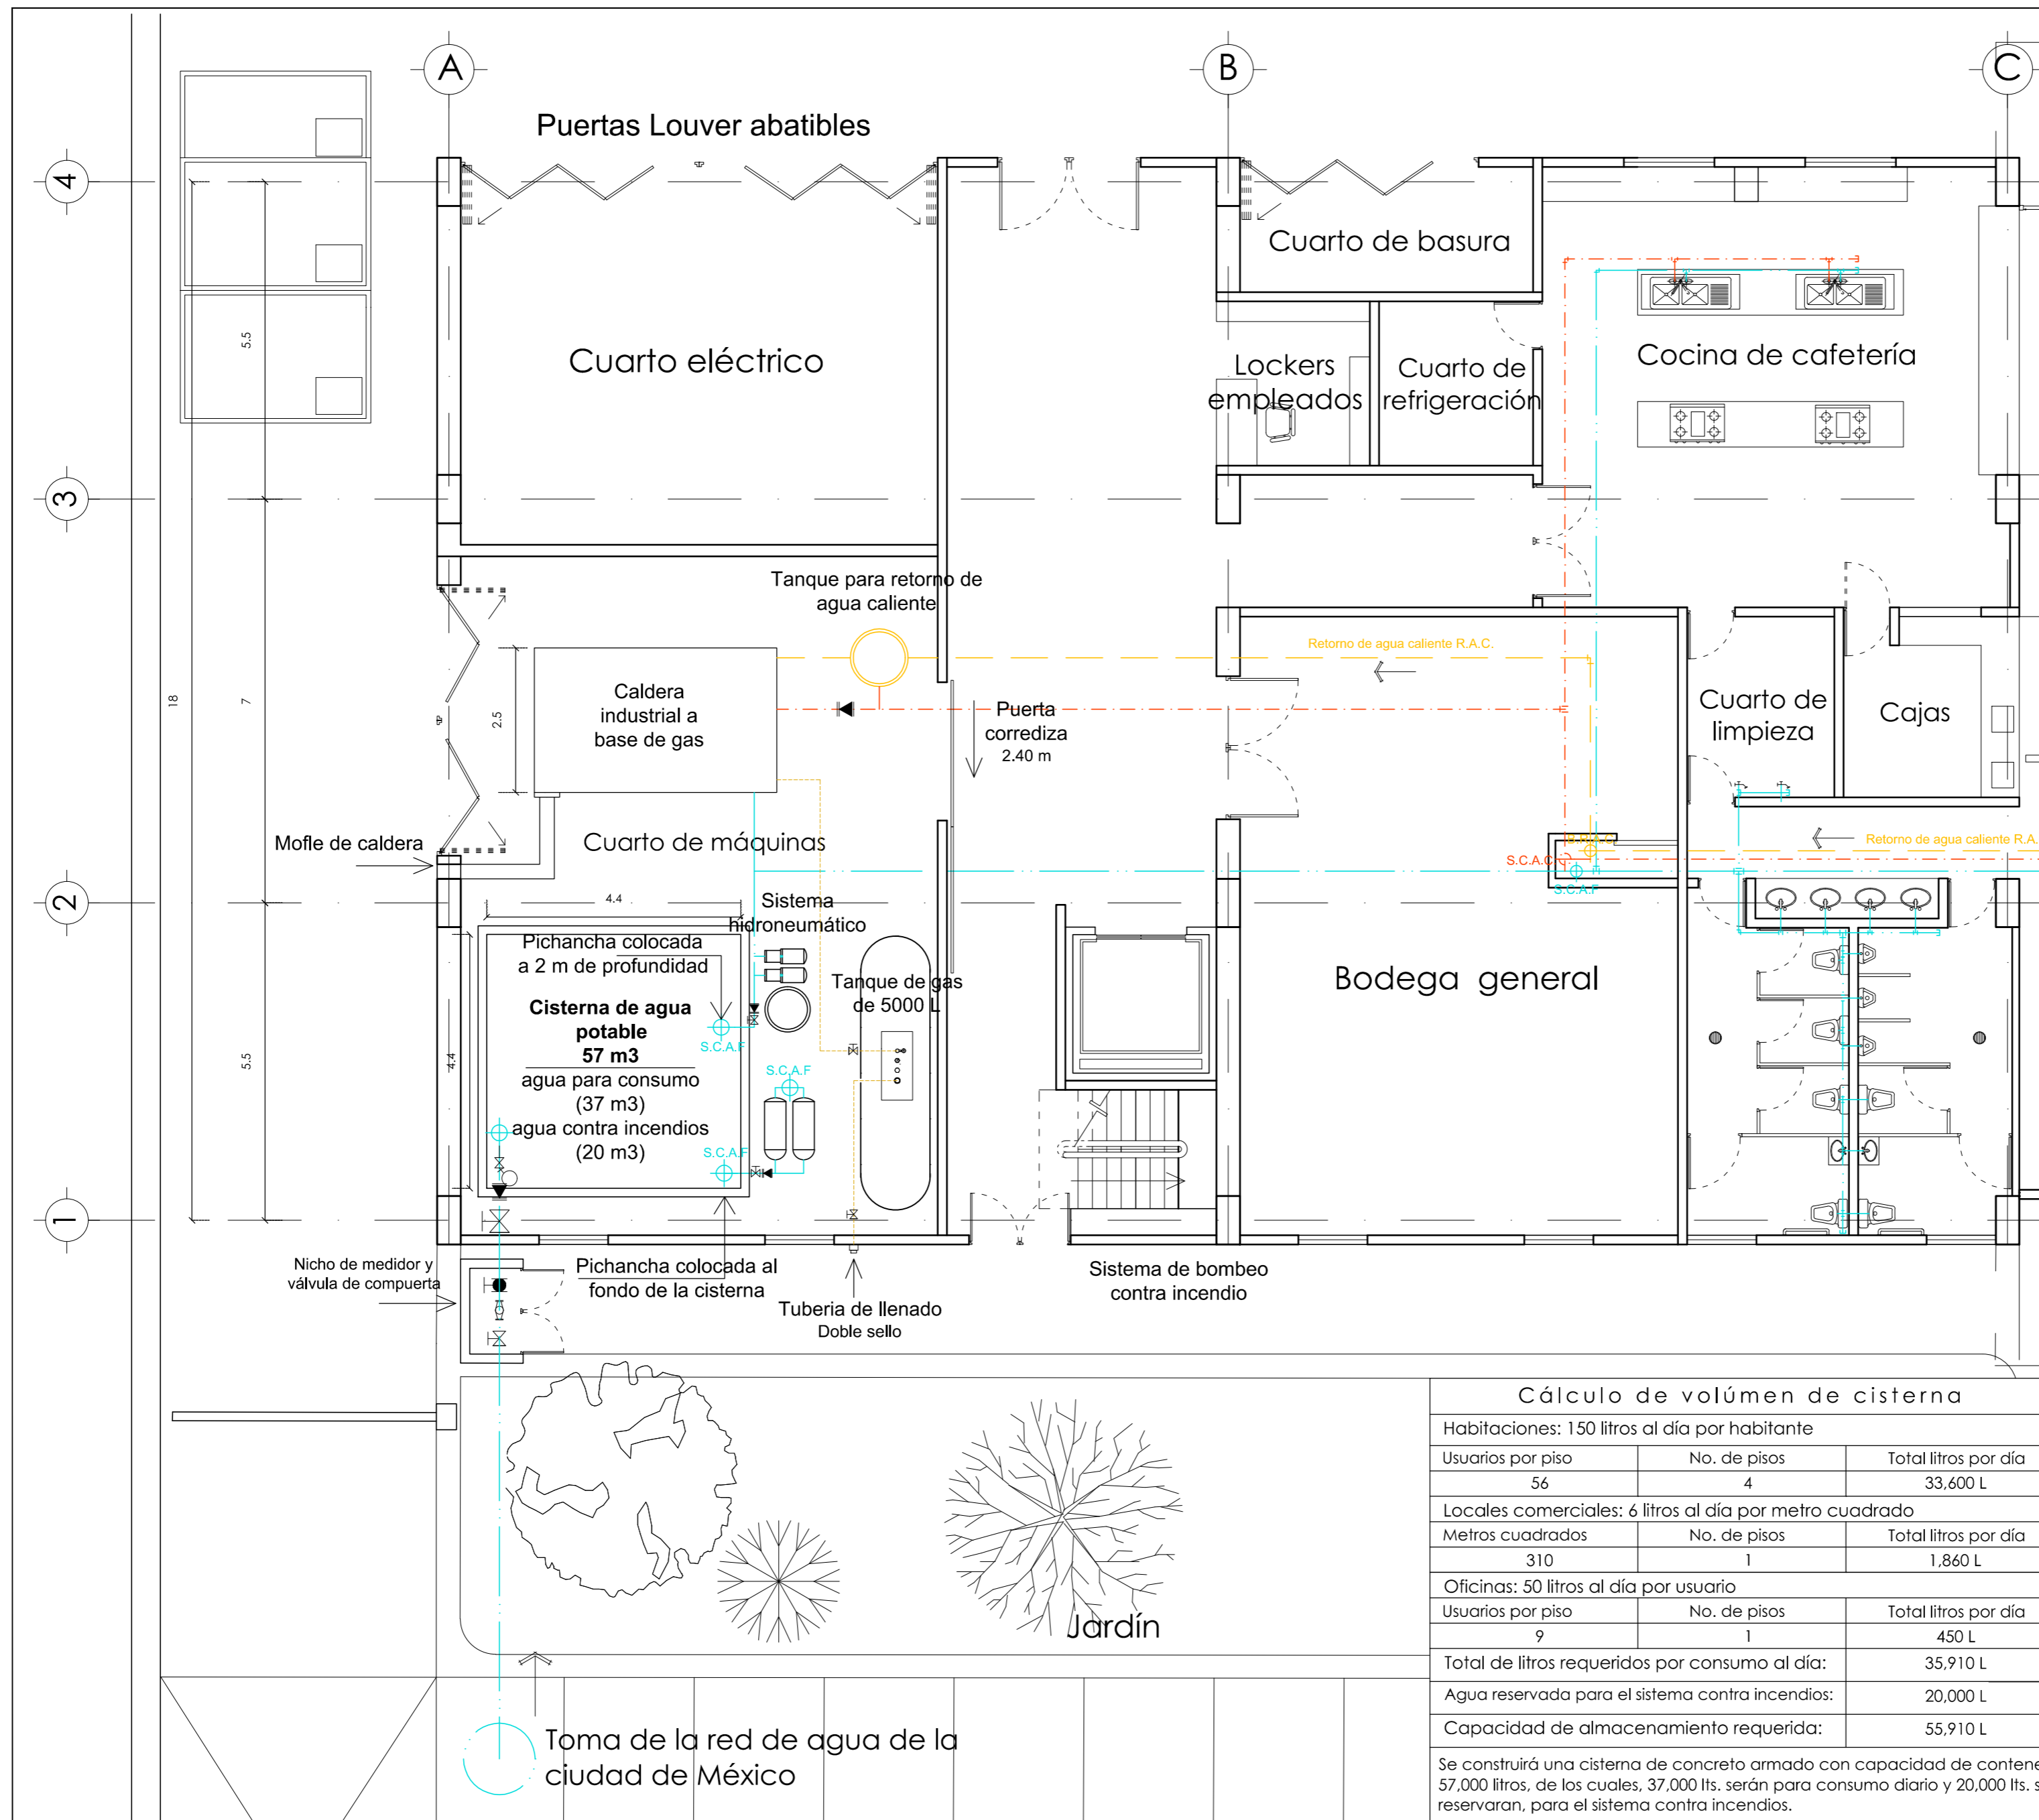 A
B
C
Puertas Louver abatibles
4
Cuarto de basura
5.5
Cuarto eléctrico
Lockers
empleados
Cuarto de
refrigeración
Cocina de cafetería
3
Tanque para retorno de
agua caliente
Retorno de agua caliente R.A.C.
18
7
2.5
Caldera
industrial a
base de gas
Puerta
corrediza
2.40 m
Cuarto de
limpieza
Cajas
Mofle de caldera
Cuarto de máquinas
Retorno de agua caliente R.A.
S.C.A.C.
S.C.A.F
2
4.4
Sistema
hidroneumático
Pichancha colocada
a 2 m de profundidad
Tanque de gas
de 5000 L
Bodega general
Cisterna de agua
potable
57 m3
agua para consumo
(37 m3)
agua contra incendios
(20 m3)
S.C.A.F
S.C.A.F
S.C.A.F
5.5
4.4
1
Nicho de medidor y
válvula de compuerta
Pichancha colocada al
fondo de la cisterna
Tuberia de llenado
Doble sello
Sistema de bombeo
contra incendio
Jardín
Toma de la red de agua de la
ciudad de México
Cálculo de volúmen de cisterna
Habitaciones: 150 litros al día por habitante
Usuarios por piso No. de pisos Total litros por día
56 4 33,600 L
Locales comerciales: 6 litros al día por metro cuadrado
Metros cuadrados No. de pisos Total litros por día
310 1 1,860 L
Oficinas: 50 litros al día por usuario
Usuarios por piso No. de pisos Total litros por día
9 1 450 L
Total de litros requeridos por consumo al día: 35,910 L
Agua reservada para el sistema contra incendios: 20,000 L
Capacidad de almacenamiento requerida: 55,910 L
Se construirá una cisterna de concreto armado con capacidad de contene
57,000 litros, de los cuales, 37,000 lts. serán para consumo diario y 20,000 lts. s
reservaran, para el sistema contra incendios.